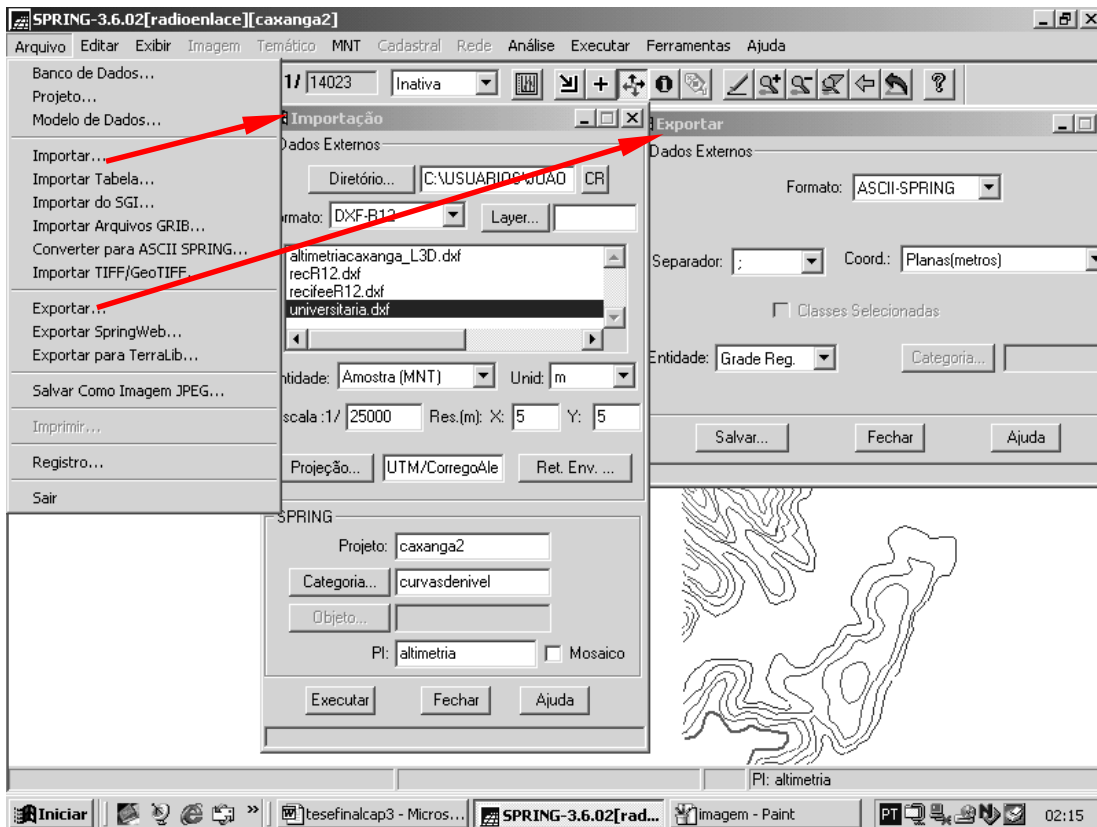 SPRING-3.6.02[radioenlace][caxanga2]
Arquivo Editar Exibir Imagem Temático MNT Cadastral Rede Análise Executar Ferramentas Ajuda
1/ 14023 Inativa
Banco de Dados...
Projeto...
Modelo de Dados...
Importar...
Importar Tabela...
Importar do SGI...
Importar Arquivos GRIB...
Converter para ASCII SPRING...
Importar TIFF/GeoTIFF...
Exportar...
Exportar SpringWeb...
Exportar para TerraLib...
Salvar Como Imagem JPEG...
Imprimir...
Registro...
Sair
Importação
Dados Externos
Diretório... C:\USUARIOS\JOAO CR
ormato: DXF-R12 Layer...
altimetriacaxanga_L3D.dxf
recR12.dxf
recifeeR12.dxf
universitaria.dxf
ntidade: Amostra (MNT) Unid: m
scala :1/ 25000 Res.(m): X: 5 Y: 5
Projeção... UTM/CorregoAle Ret. Env. ...
SPRING
Projeto: caxanga2
Categoria... curvasdenivel
Objeto...
PI: altimetria Mosaico
Executar Fechar Ajuda
Exportar
Dados Externos
Formato: ASCII-SPRING
Separador: ; Coord.: Planas(metros)
Classes Selecionadas
Entidade: Grade Reg. Categoria...
Salvar... Fechar Ajuda
PI: altimetria
Iniciar » tesefinalcap3 - Micros... SPRING-3.6.02[rad... imagem - Paint PT 02:15